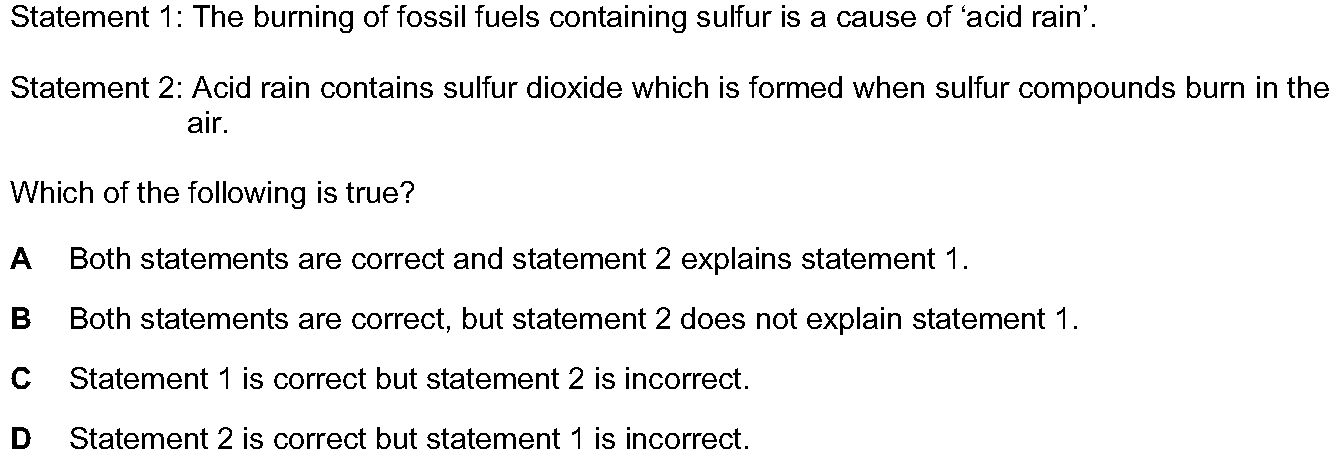 Statement 1: The burning of fossil fuels containing sulfur is a cause of ‘acid rain’.
Statement 2: Acid rain contains sulfur dioxide which is formed when sulfur compounds burn in the
air.
Which of the following is true?
A Both statements are correct and statement 2 explains statement 1.
B Both statements are correct, but statement 2 does not explain statement 1.
C Statement 1 is correct but statement 2 is incorrect.
D Statement 2 is correct but statement 1 is incorrect.